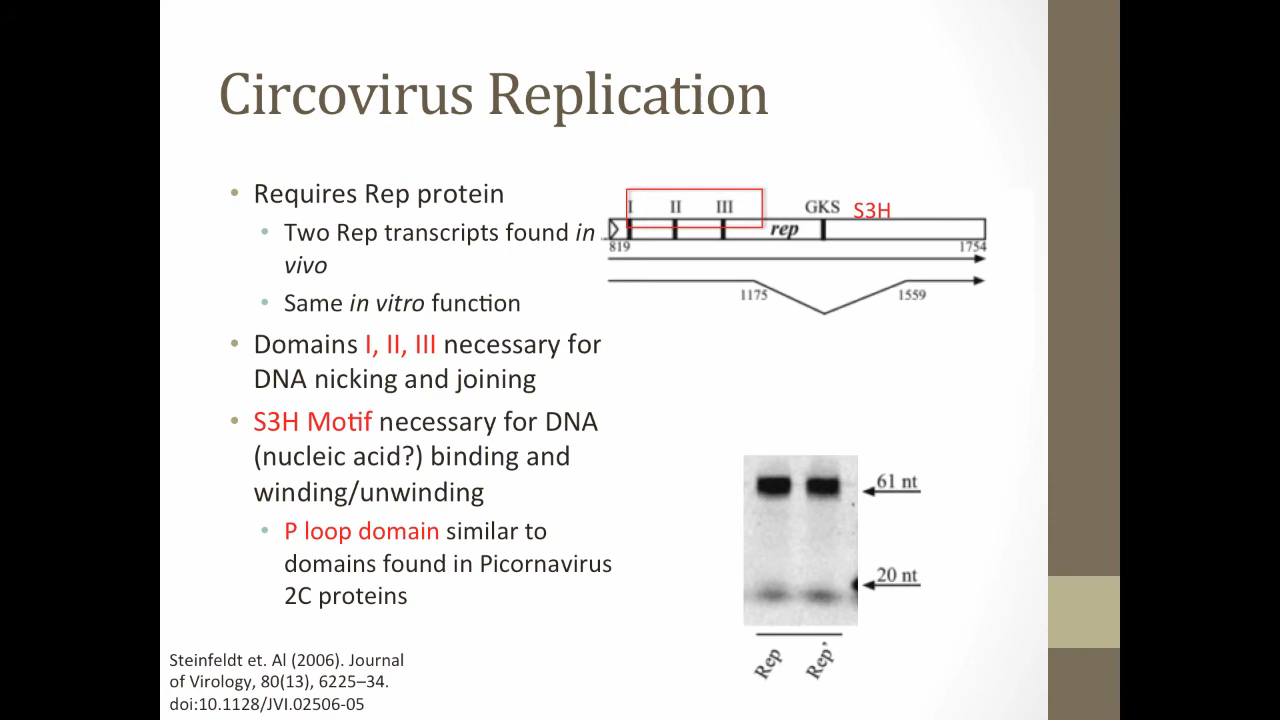 Circovirus Replication
• Requires Rep protein
• Two Rep transcripts found in
vivo
• Same in vitro function
• Domains I, II, III necessary for
DNA nicking and joining
• S3H Motif necessary for DNA
(nucleic acid?) binding and
winding/unwinding
• P loop domain similar to
domains found in Picornavirus
2C proteins
I II III GKS S3H
rep
819 1754
1175 1559
61 nt
20 nt
Rep Rep'
Steinfeldt et. Al (2006). Journal
of Virology, 80(13), 6225–34.
doi:10.1128/JVI.02506-05